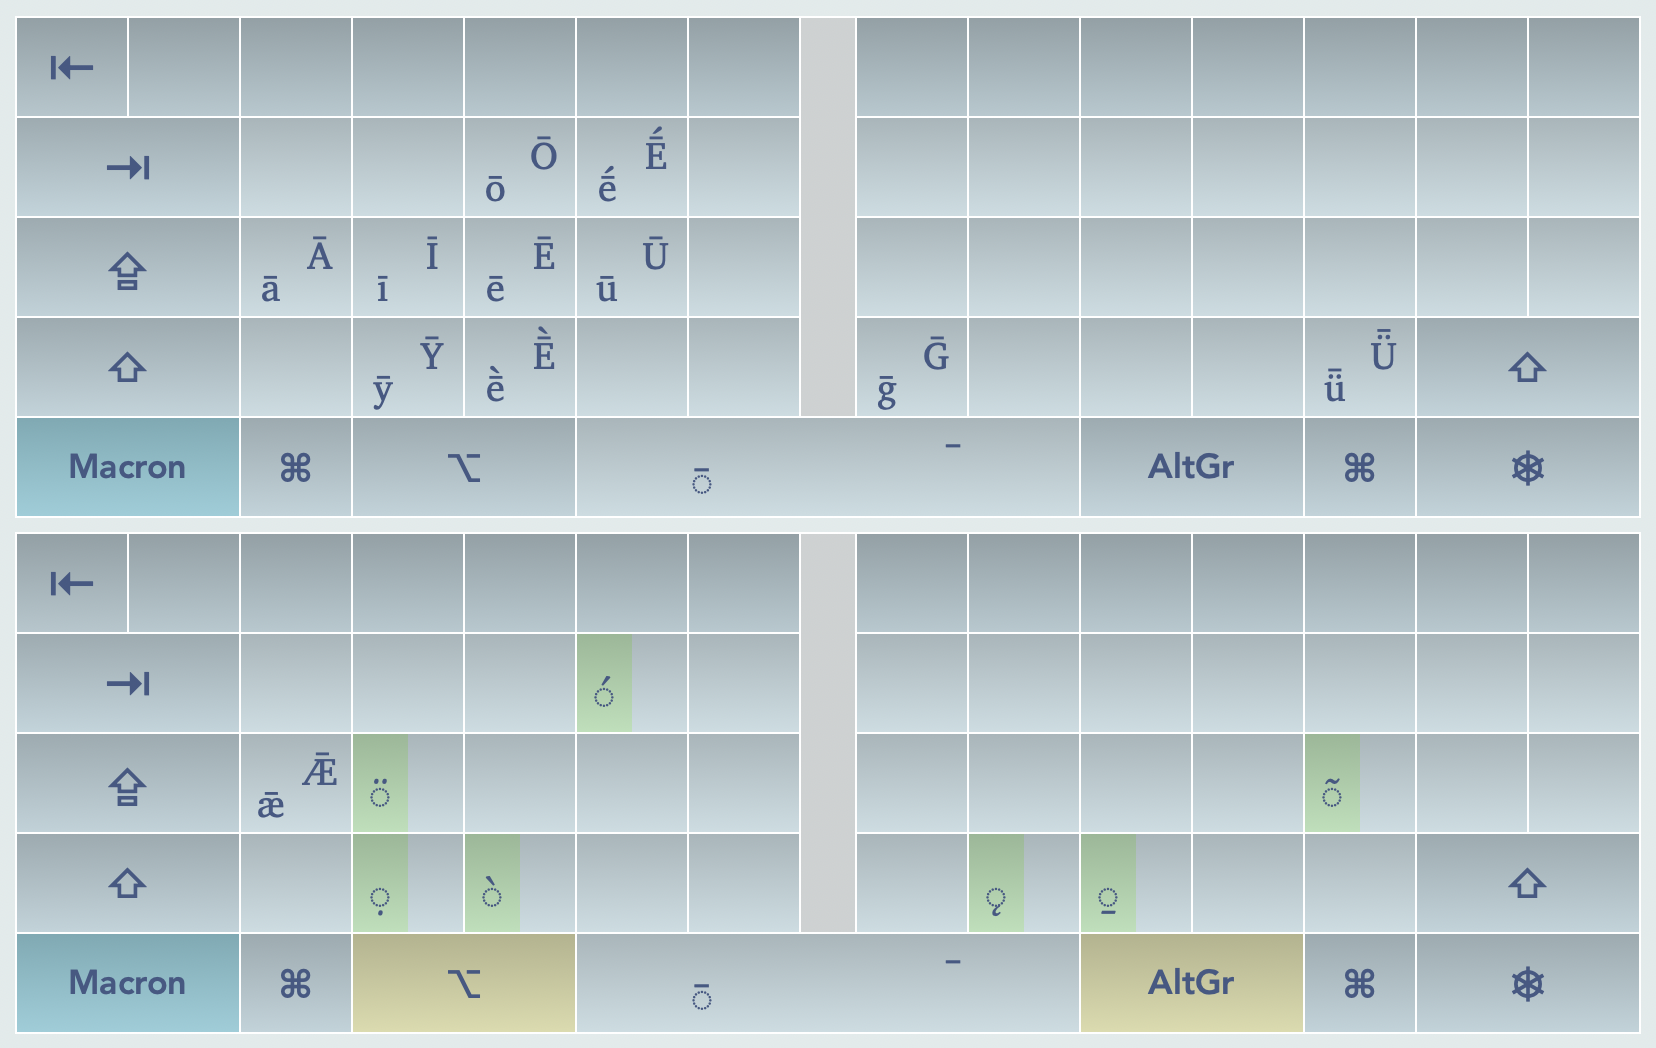 ⇤
⇥ ō Ō ḗ Ḗ
ā Ā ī Ī ē Ē ū Ū
⇧ ȳ Ȳ ḕ Ḕ ḡ Ḡ ǖ Ǖ ⇧
Macron ⌘ ⌥ ◌̄ ¯ AltGr ⌘ ⎈
⇤
⇥ ◌́
ǣ Ǣ ◌̈ ◌̃
⇧ ◌̣ ◌̀ ◌̨ ◌̱ ⇧
Macron ⌘ ⌥ ◌̄ ¯ AltGr ⌘ ⎈